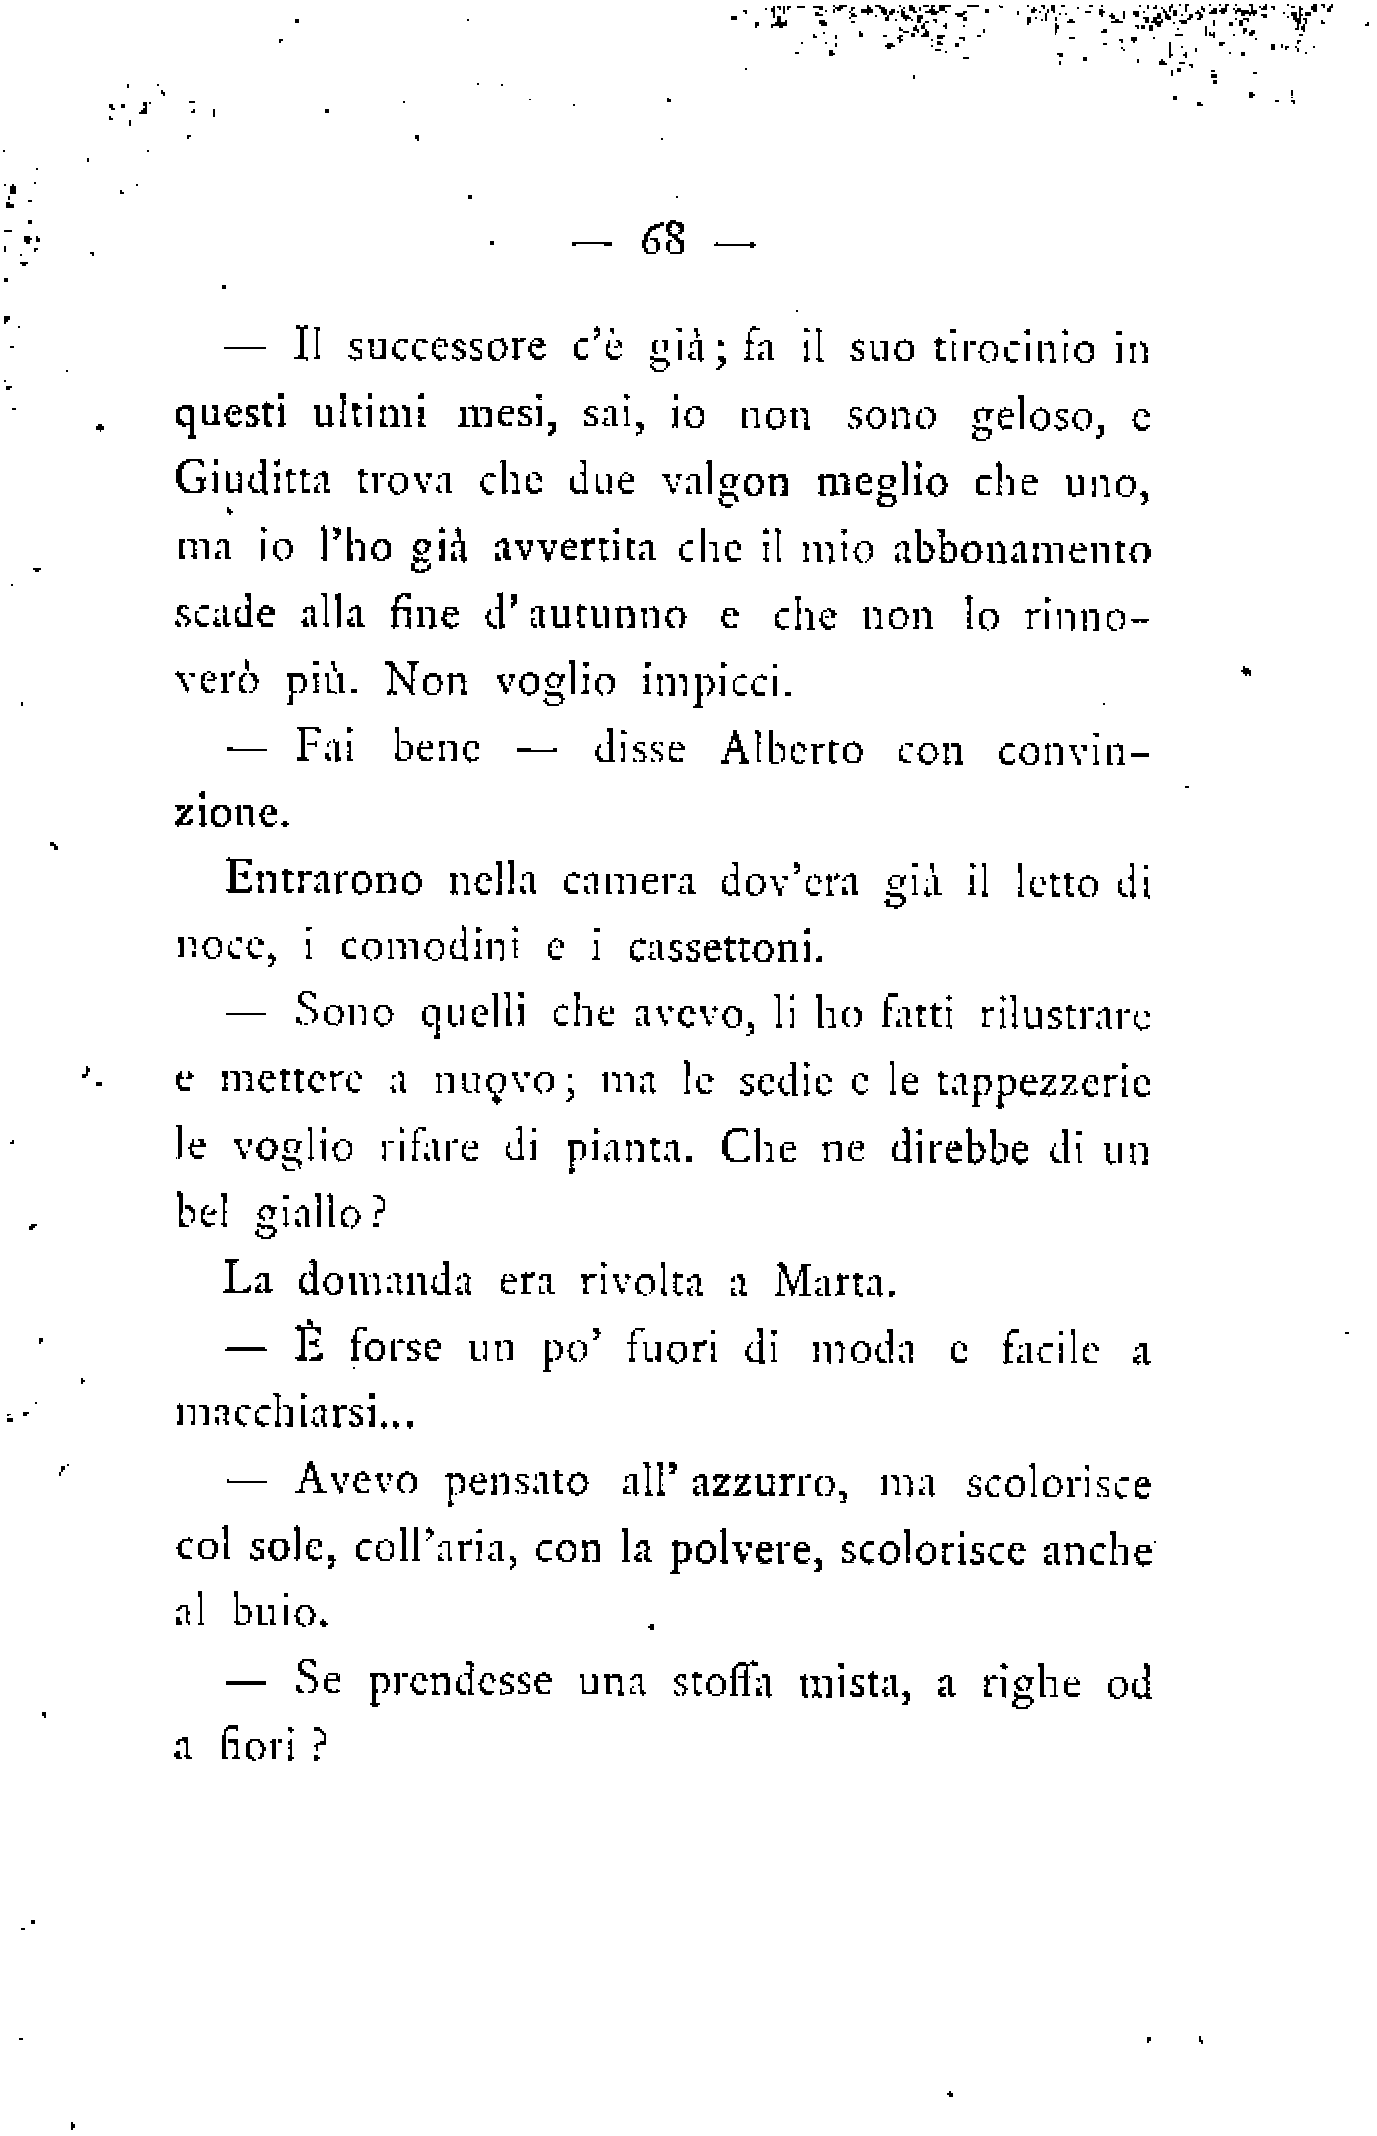 — 68 —
— Il successore c'è già; fa il suo tirocinio in
questi ultimi mesi, sai, io non sono geloso, e
Giuditta trova che due valgon meglio che uno,
ma io l'ho già avvertita che il mio abbonamento
scade alla fine d'autunno e che non lo rinno-
verò più. Non voglio impicci.
— Fai bene — disse Alberto con convin-
zione.
Entrarono nella camera dov'era già il letto di
noce, i comodini e i cassettoni.
— Sono quelli che avevo, li ho fatti rilustrare
e mettere a nuovo; ma le sedie e le tappezzerie
le voglio rifare di pianta. Che ne direbbe di un
bel giallo?
La domanda era rivolta a Marta.
— È forse un po' fuori di moda e facile a
macchiarsi...
— Avevo pensato all'azzurro, ma scolorisce
col sole, coll'aria, con la polvere, scolorisce anche
al buio.
— Se prendesse una stoffa mista, a righe od
a fiori?